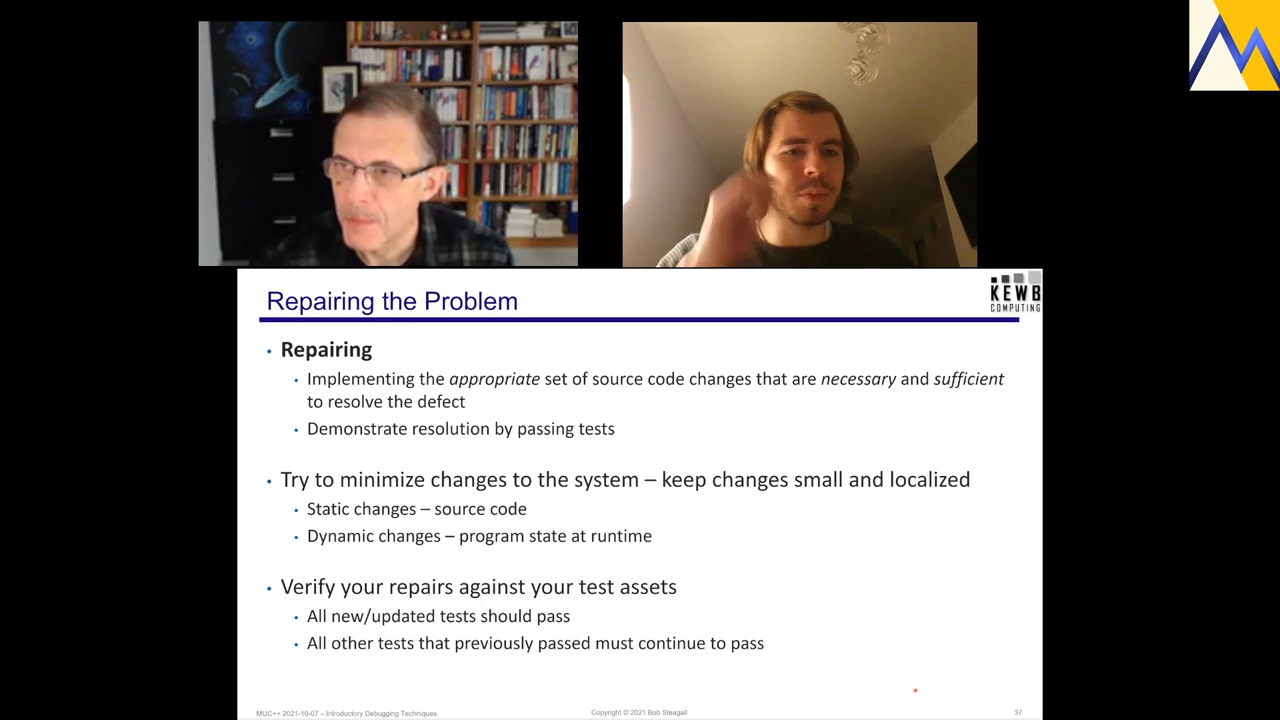 Repairing the Problem
KEWB
COMPUTING
• Repairing
• Implementing the appropriate set of source code changes that are necessary and sufficient
to resolve the defect
• Demonstrate resolution by passing tests
• Try to minimize changes to the system – keep changes small and localized
• Static changes – source code
• Dynamic changes – program state at runtime
• Verify your repairs against your test assets
• All new/updated tests should pass
• All other tests that previously passed must continue to pass
MUC++ 2021-10-07 – Introductory Debugging Techniques
Copyright © 2021 Bob Steagall
37